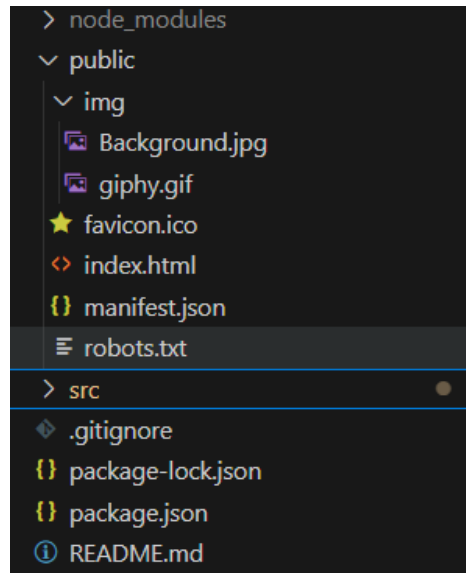 node_modules
public
img
Background.jpg
giphy.gif
favicon.ico
index.html
manifest.json
robots.txt
src
.gitignore
package-lock.json
package.json
README.md